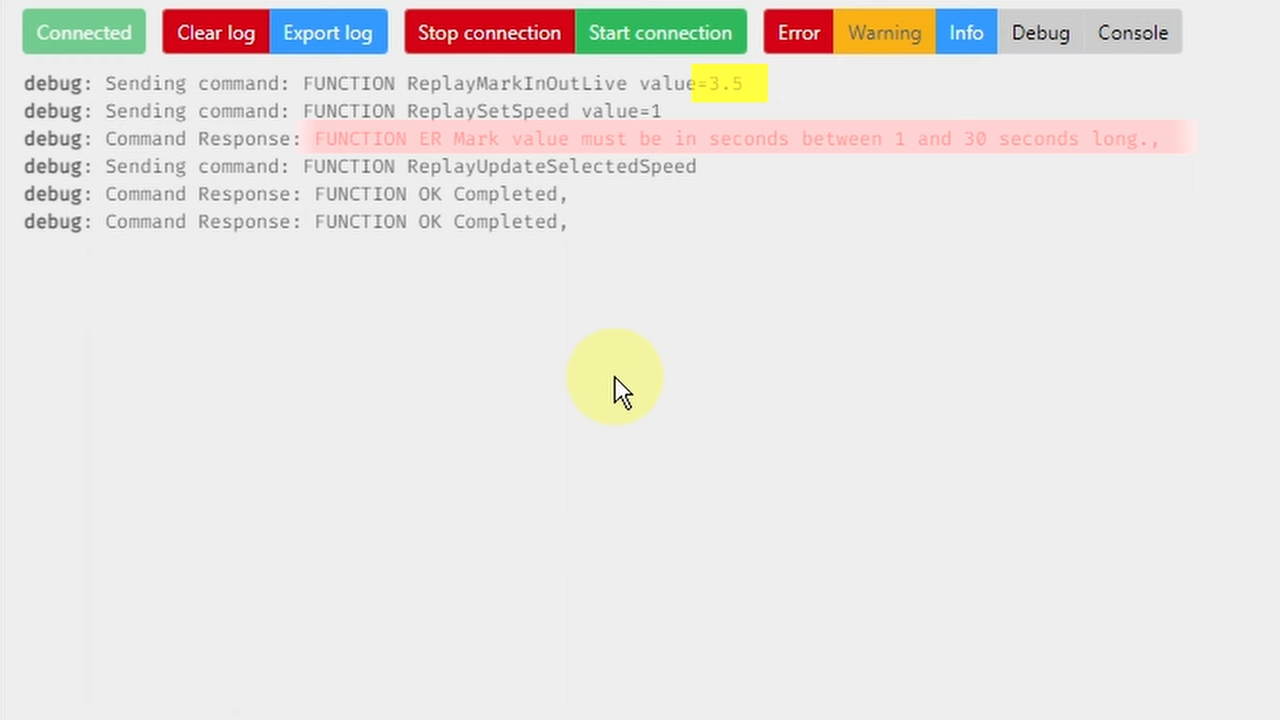 Connected Clear log Export log Stop connection Start connection Error Warning Info Debug Console
debug: Sending command: FUNCTION ReplayMarkInOutLive value=3.5
debug: Sending command: FUNCTION ReplaySetSpeed value=1
debug: Command Response: FUNCTION ER Mark value must be in seconds between 1 and 30 seconds long.,
debug: Sending command: FUNCTION ReplayUpdateSelectedSpeed
debug: Command Response: FUNCTION OK Completed,
debug: Command Response: FUNCTION OK Completed,